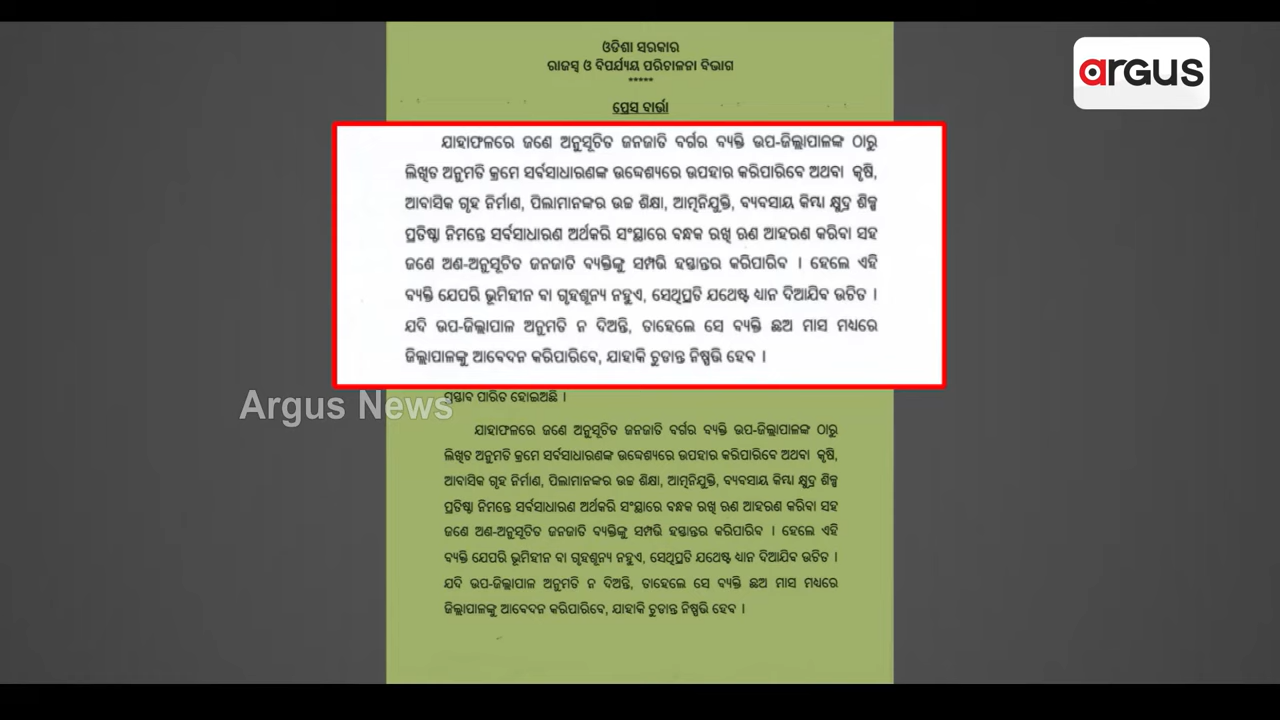 ଓଡିଶା ସରକାର
ରାଜସ୍ୱ ଓ ବିପର୍ଯ୍ୟୟ ପରିଚାଳନା ବିଭାଗ
*****
ପ୍ରେସ ବାର୍ତ୍ତା
argus
ଯାହାଫଳରେ ଜଣେ ଅନୁସୂଚିତ ଜନଜାତି ବର୍ଗର ବ୍ୟକ୍ତି ଉପ-ଜିଲ୍ଲାପାଳଙ୍କ ଠାରୁ
ଲିଖିତ ଅନୁମତି କ୍ରମେ ସର୍ବସାଧାରଣଙ୍କ ଉଦ୍ଦେଶ୍ୟରେ ଉପହାର କରିପାରିବେ ଅଥବା କୃଷି,
ଆବାସିକ ଗୃହ ନିର୍ମାଣ, ପିଲାମାନଙ୍କର ଉଚ୍ଚ ଶିକ୍ଷା, ଆତ୍ମନିଯୁକ୍ତି, ବ୍ୟବସାୟ କିମ୍ବା କ୍ଷୁଦ୍ର ଶିଳ୍ପ
ପ୍ରତିଷ୍ଠା ନିମନ୍ତେ ସର୍ବସାଧାରଣ ଅର୍ଥକରି ସଂସ୍ଥାରେ ବନ୍ଧକ ରଖି ଋଣ ଆହରଣ କରିବା ସହ
ଜଣେ ଅଣ-ଅନୁସୂଚିତ ଜନଜାତି ବ୍ୟକ୍ତିଙ୍କୁ ସମ୍ପତ୍ତି ହସ୍ତାନ୍ତର କରିପାରିବ । ହେଲେ ଏହି
ବ୍ୟକ୍ତି ଯେପରି ଭୂମିହୀନ ବା ଗୃହଶୂନ୍ୟ ନହୁଏ, ସେଥିପ୍ରତି ଯଥେଷ୍ଟ ଧ୍ୟାନ ଦିଆଯିବ ଉଚିତ ।
ଯଦି ଉପ-ଜିଲ୍ଲାପାଳ ଅନୁମତି ନ ଦିଅନ୍ତି, ତାହେଲେ ସେ ବ୍ୟକ୍ତି ଛଅ ମାସ ମଧ୍ୟରେ
ଜିଲ୍ଲାପାଳଙ୍କୁ ଆବେଦନ କରିପାରିବେ, ଯାହାକି ଚୁଡାନ୍ତ ନିଷ୍ପତ୍ତି ହେବ ।
Argus News
ପ୍ରସ୍ତାବ ପାରିତ ହୋଇଅଛି ।
ଯାହାଫଳରେ ଜଣେ ଅନୁସୂଚିତ ଜନଜାତି ବର୍ଗର ବ୍ୟକ୍ତି ଉପ-ଜିଲ୍ଲାପାଳଙ୍କ ଠାରୁ
ଲିଖିତ ଅନୁମତି କ୍ରମେ ସର୍ବସାଧାରଣଙ୍କ ଉଦ୍ଦେଶ୍ୟରେ ଉପହାର କରିପାରିବେ ଅଥବା କୃଷି,
ଆବାସିକ ଗୃହ ନିର୍ମାଣ, ପିଲାମାନଙ୍କର ଉଚ୍ଚ ଶିକ୍ଷା, ଆତ୍ମନିଯୁକ୍ତି, ବ୍ୟବସାୟ କିମ୍ବା କ୍ଷୁଦ୍ର ଶିଳ୍ପ
ପ୍ରତିଷ୍ଠା ନିମନ୍ତେ ସର୍ବସାଧାରଣ ଅର୍ଥକରି ସଂସ୍ଥାରେ ବନ୍ଧକ ରଖି ଋଣ ଆହରଣ କରିବା ସହ
ଜଣେ ଅଣ-ଅନୁସୂଚିତ ଜନଜାତି ବ୍ୟକ୍ତିଙ୍କୁ ସମ୍ପତ୍ତି ହସ୍ତାନ୍ତର କରିପାରିବ । ହେଲେ ଏହି
ବ୍ୟକ୍ତି ଯେପରି ଭୂମିହୀନ ବା ଗୃହଶୂନ୍ୟ ନହୁଏ, ସେଥିପ୍ରତି ଯଥେଷ୍ଟ ଧ୍ୟାନ ଦିଆଯିବ ଉଚିତ ।
ଯଦି ଉପ-ଜିଲ୍ଲାପାଳ ଅନୁମତି ନ ଦିଅନ୍ତି, ତାହେଲେ ସେ ବ୍ୟକ୍ତି ଛଅ ମାସ ମଧ୍ୟରେ
ଜିଲ୍ଲାପାଳଙ୍କୁ ଆବେଦନ କରିପାରିବେ, ଯାହାକି ଚୁଡାନ୍ତ ନିଷ୍ପତ୍ତି ହେବ ।